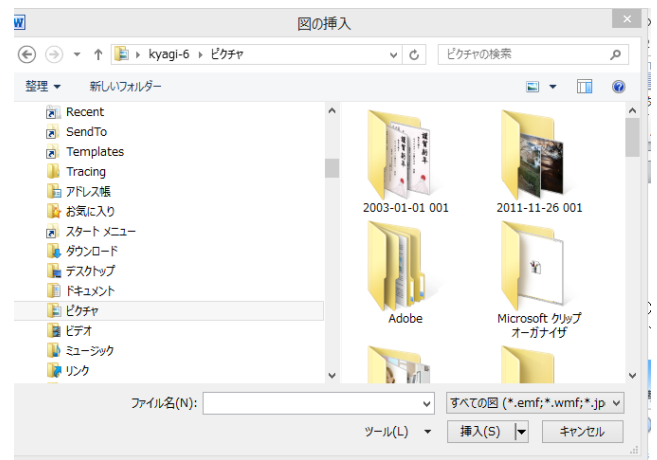 図の挿入
kyagi-6 ピクチャ
ピクチャの検索
整理 新しいフォルダー
Recent
SendTo
Templates
Tracing
アドレス帳
お気に入り
スタート メニュー
ダウンロード
デスクトップ
ドキュメント
ピクチャ
ビデオ
ミュージック
リンク
謹賀新年
2003-01-01 001
2011-11-26 001
Adobe
Microsoft クリップ
オーガナイザ
ファイル名(N):
すべての図 (*.emf;*.wmf;*.jp
ツール(L) 挿入(S) キャンセル